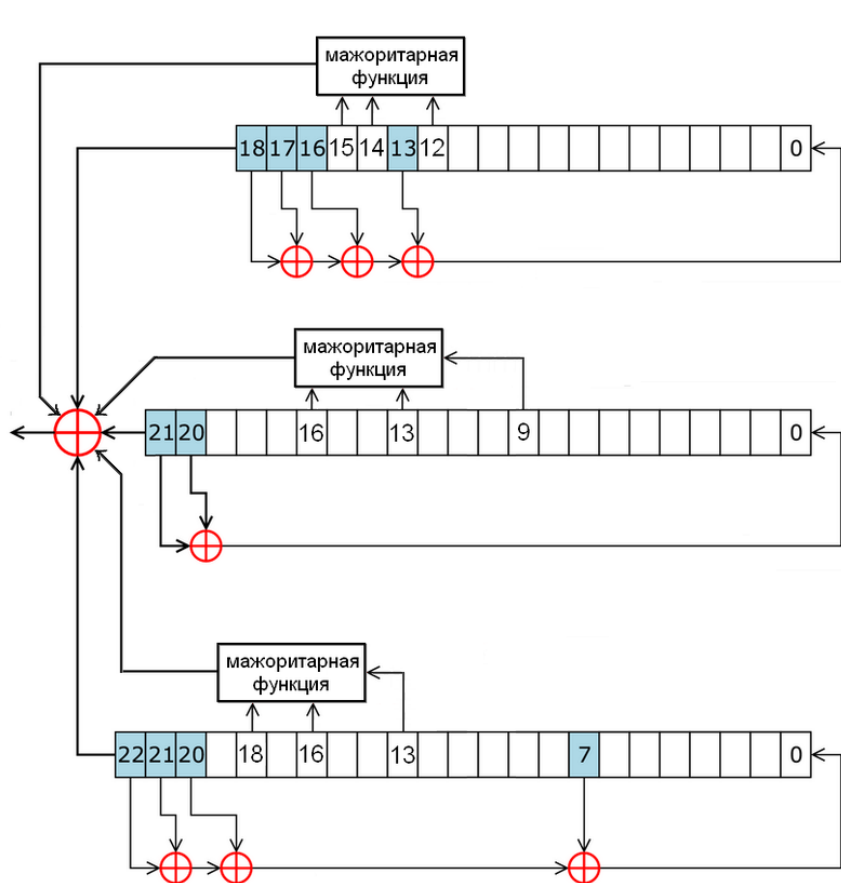 мажоритарная
функция
18 17 16 15 14 13 12 0
мажоритарная
функция
21 20 16 13 9 0
мажоритарная
функция
22 21 20 18 16 13 7 0